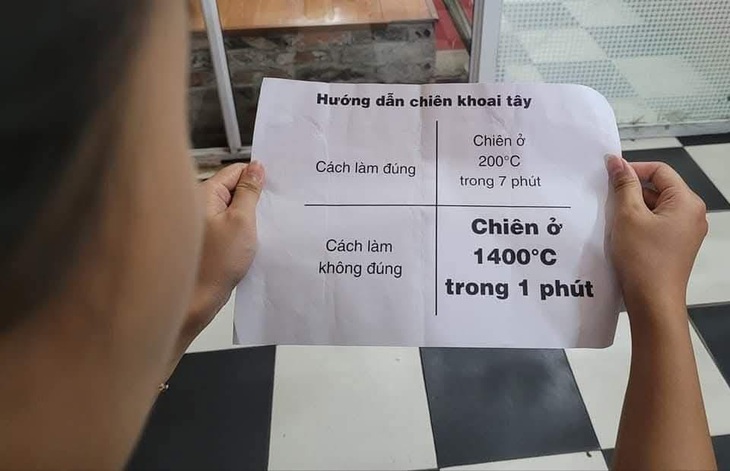 Hướng dẫn chiên khoai tây
Cách làm đúng
Chiên ở
200°C
trong 7 phút
Cách làm
không đúng
Chiên ở
1400°C
trong 1 phút